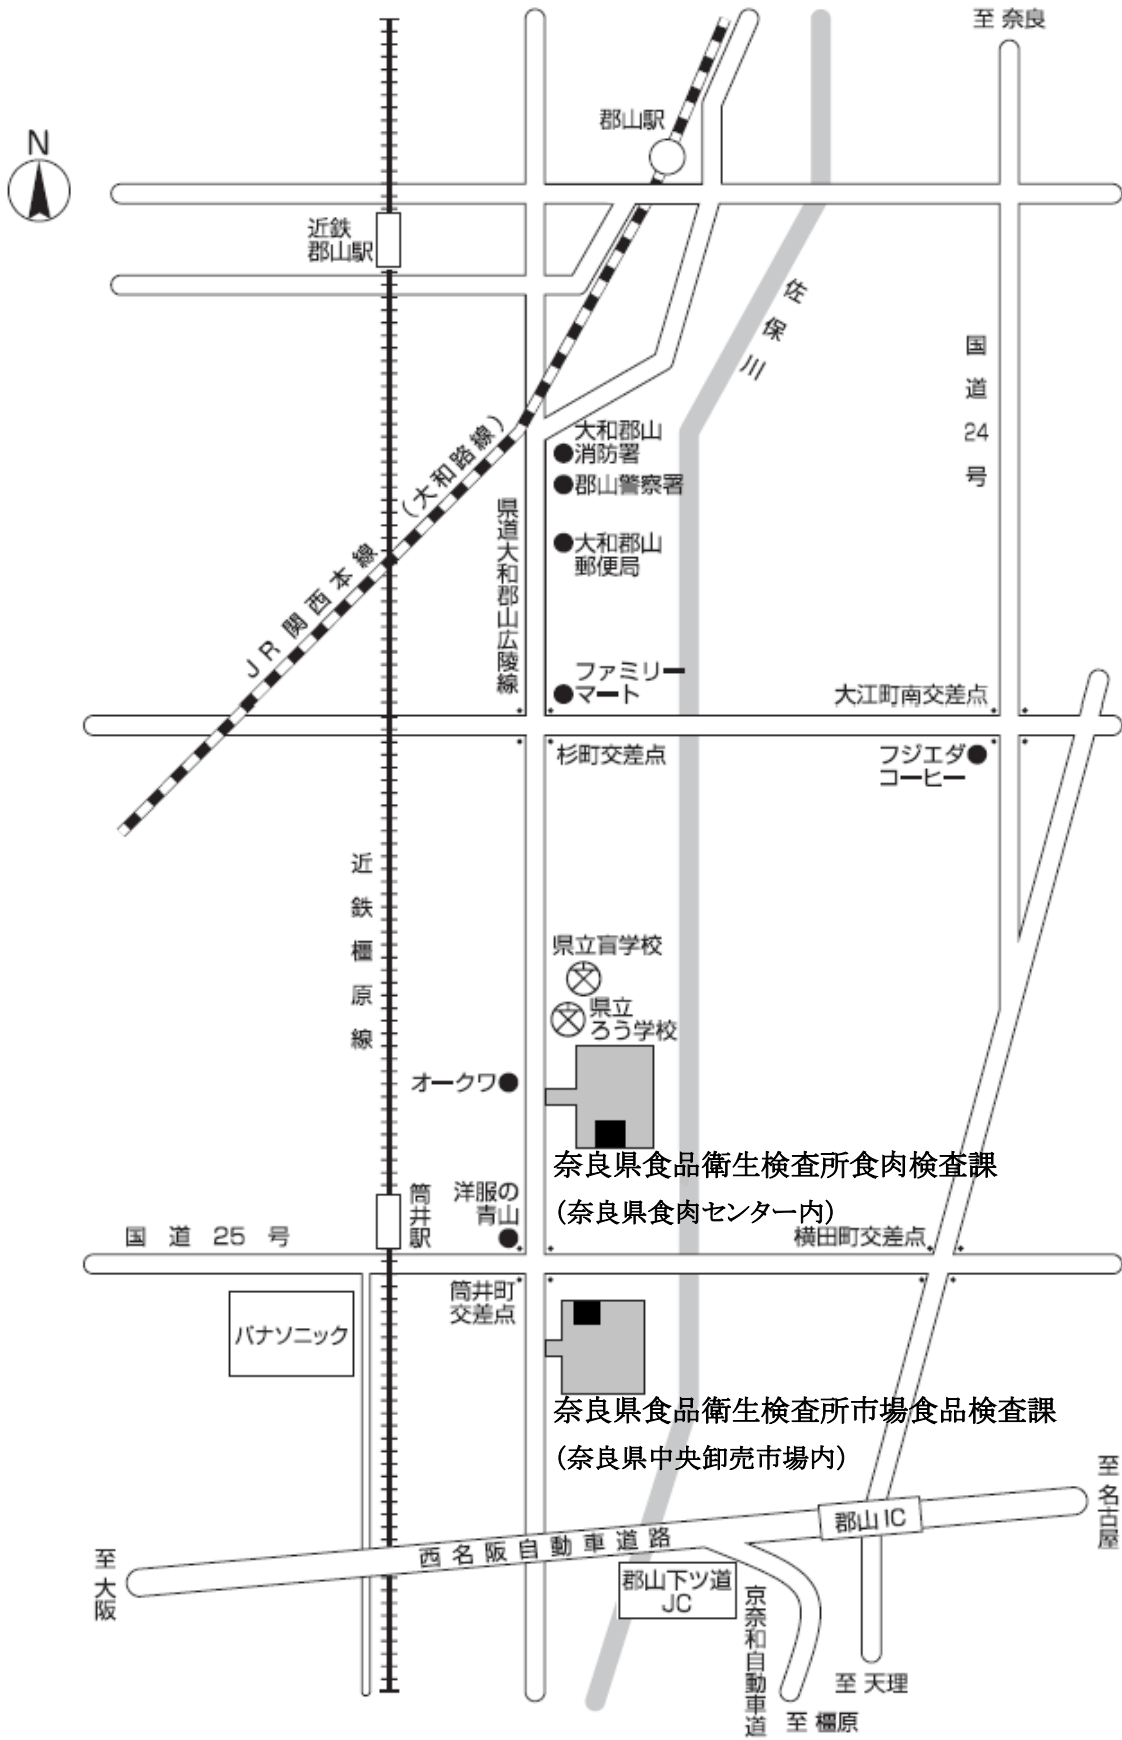 至 奈良
郡山駅
N
近鉄
郡山駅
佐保川
国道24号
大和郡山
消防署
郡山警察署
大和郡山
郵便局
県道大和郡山広陵線
JR関西本線(大和路線)
ファミリー
マート
大江町南交差点
杉町交差点
フジエダ
コーヒー
近鉄橿原線
県立盲学校
県立
ろう学校
オークワ
奈良県食品衛生検査所食肉検査課
(奈良県食肉センター内)
筒井駅
洋服の
青山
国道25号
横田町交差点
筒井町
交差点
パナソニック
奈良県食品衛生検査所市場食品検査課
(奈良県中央卸売市場内)
至名古屋
郡山IC
西名阪自動車道路
至大阪
郡山下ツ道
JC
京奈和自動車道
至 天理
至 橿原